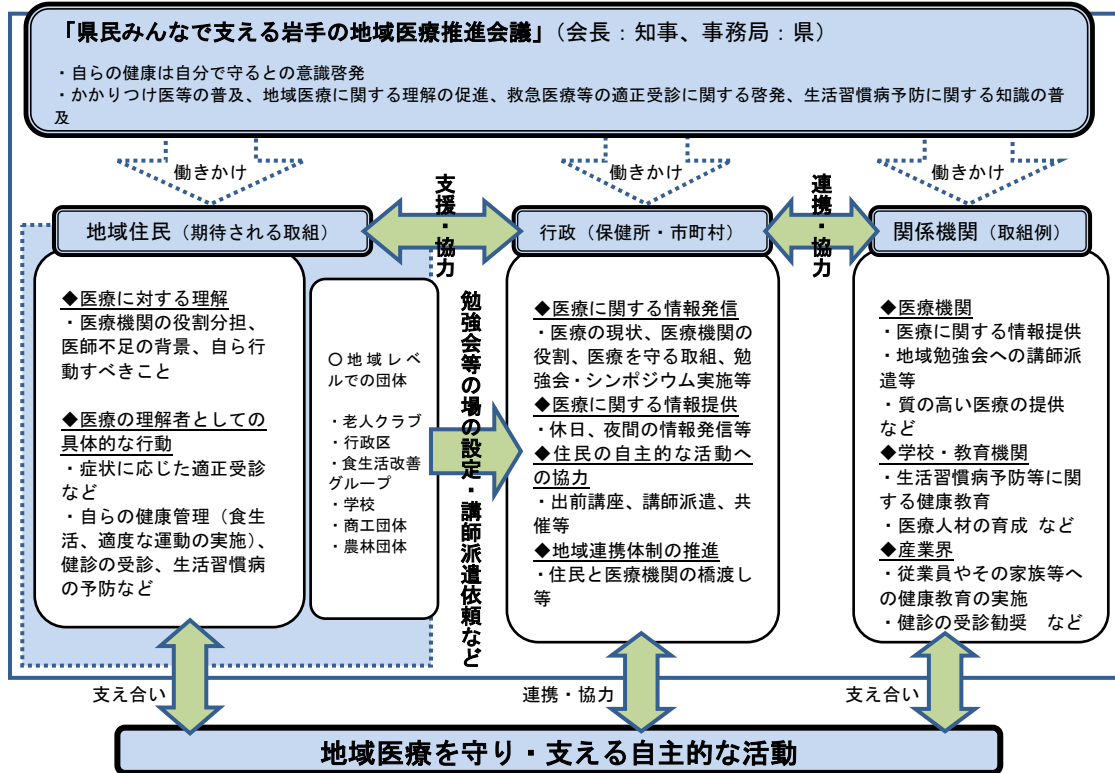 「県民みんなで支える岩手の地域医療推進会議」（会長：知事、事務局：県）
・自らの健康は自分で守るとの意識啓発
・かかりつけ医等の普及、地域医療に関する理解の促進、救急医療等の適正受診に関する啓発、生活習慣病予防に関する知識の普
及
働きかけ
働きかけ
働きかけ
支援・協力
連携・協力
地域住民（期待される取組）
行政（保健所・市町村）
関係機関（取組例）
◆医療に対する理解
・医療機関の役割分担、
医師不足の背景、自ら行
動すべきこと
◆医療の理解者としての
具体的な行動
・症状に応じた適正受診
など
・自らの健康管理（食生
活、適度な運動の実施）、
健診の受診、生活習慣病
の予防など
〇地域レベ
ルでの団体
・老人クラブ
・行政区
・食生活改善
グループ
・学校
・商工団体
・農林団体
勉強会等の場の設定・講師派遣依頼など
◆医療に関する情報発信
・医療の現状、医療機関の
役割、医療を守る取組、勉
強会・シンポジウム実施等
◆医療に関する情報提供
・休日、夜間の情報発信等
◆住民の自主的な活動へ
の協力
・出前講座、講師派遣、共
催等
◆地域連携体制の推進
・住民と医療機関の橋渡し
等
◆医療機関
・医療に関する情報提供
・地域勉強会への講師派
遣等
・質の高い医療の提供
など
◆学校・教育機関
・生活習慣病予防等に関
する健康教育
・医療人材の育成 など
◆産業界
・従業員やその家族等へ
の健康教育の実施
・健診の受診勧奨　など
支え合い
連携・協力
支え合い
地域医療を守り・支える自主的な活動